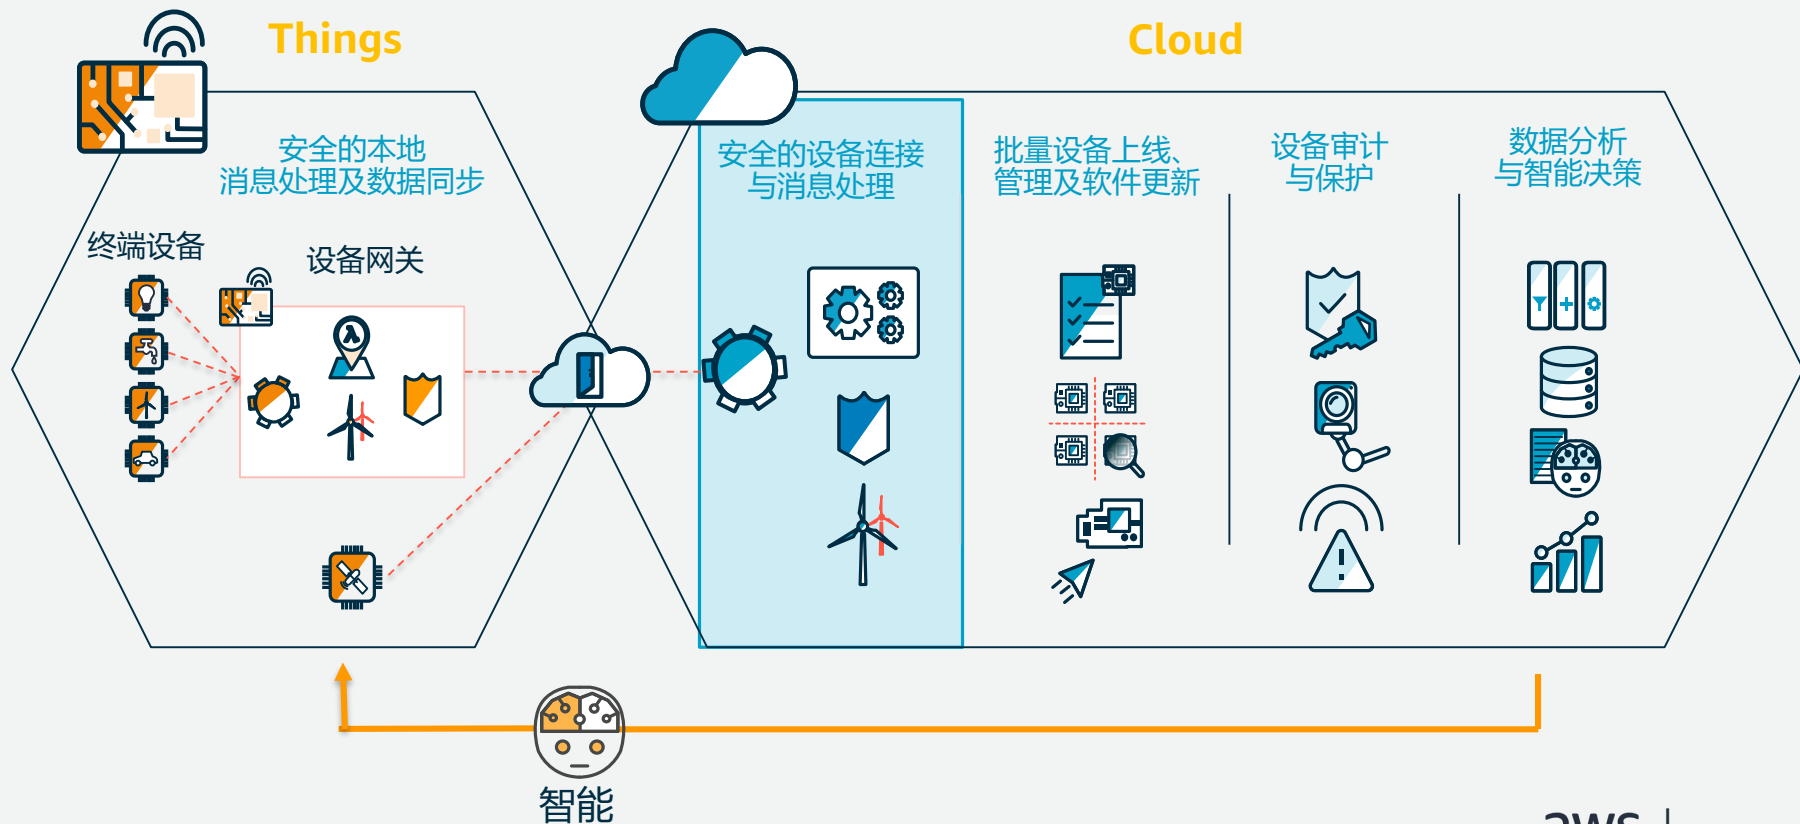 Things
Cloud
安全的本地
消息处理及数据同步
安全的设备连接
与消息处理
批量设备上线、
管理及软件更新
设备审计
与保护
数据分析
与智能决策
终端设备
设备网关
λ
智能
aws